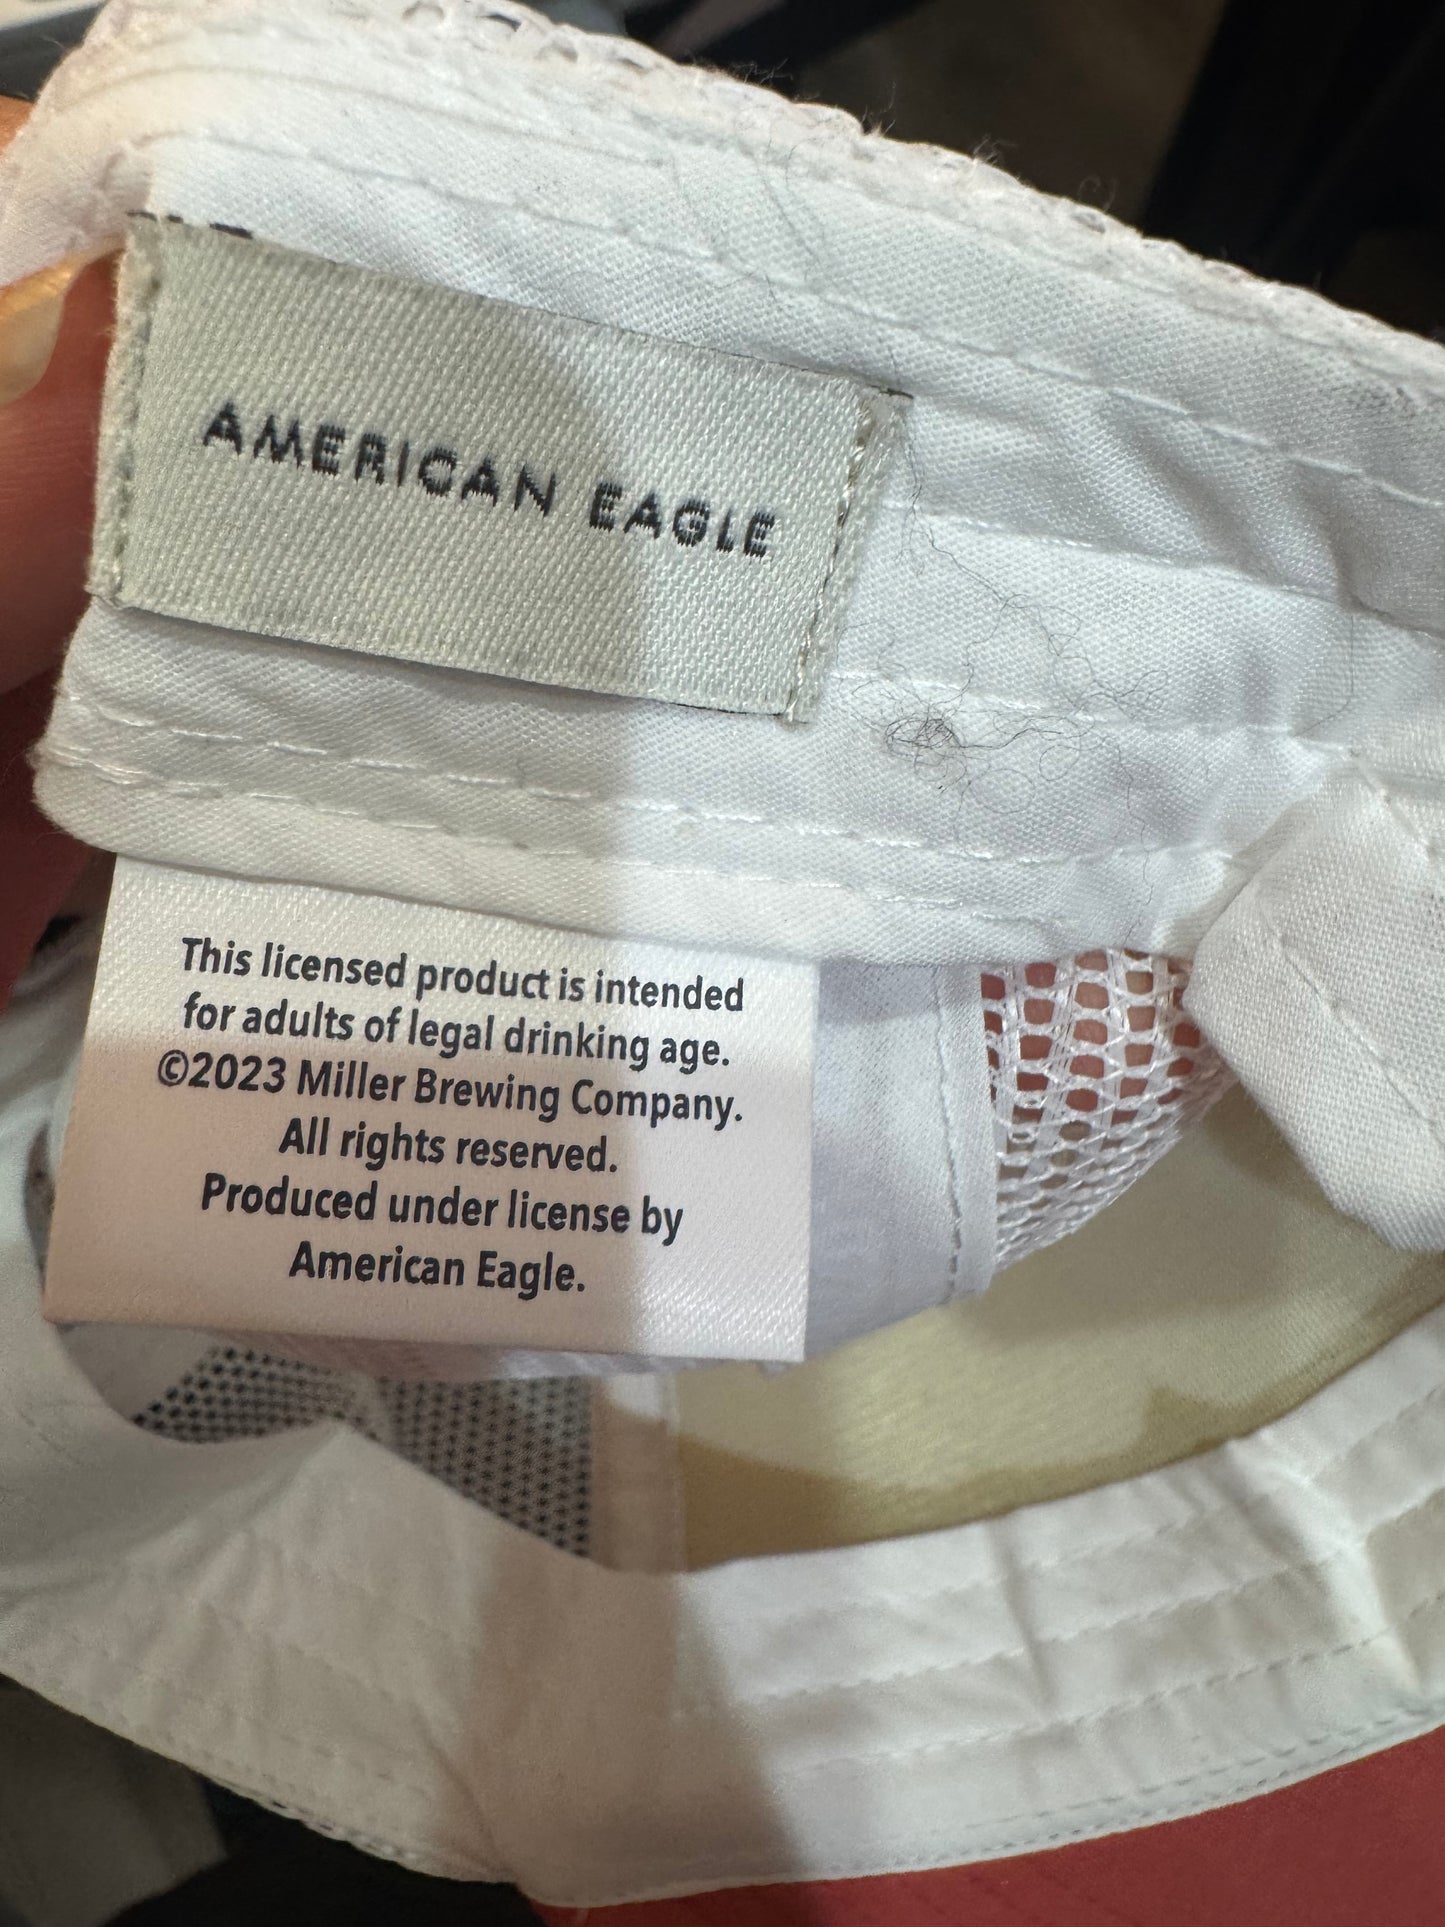 AMERICAN EAGLE
This licensed product is intended
for adults of legal drinking age.
©2023 Miller Brewing Company.
All rights reserved.
Produced under license by
American Eagle.